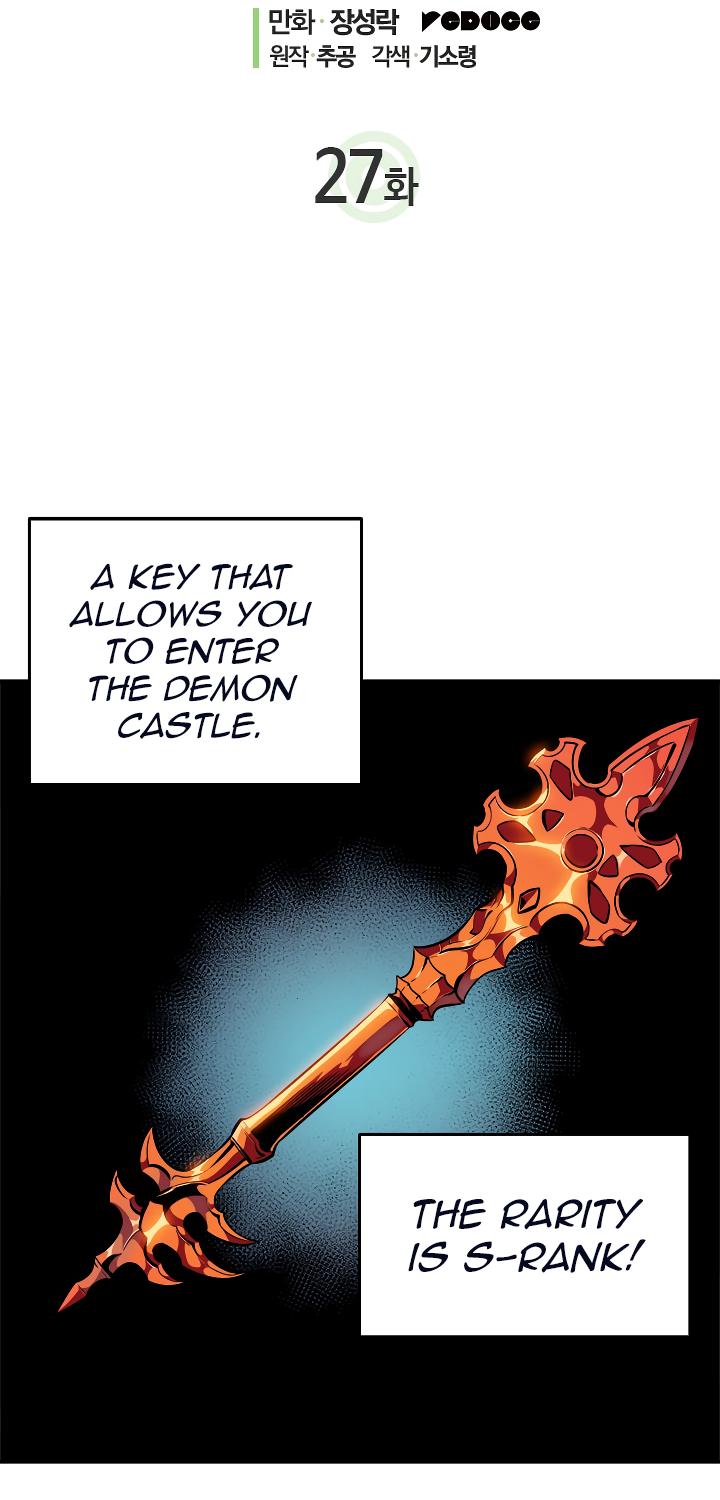 만화·장성락 REDICE
원작·추공 각색·기소령
27화
A KEY THAT
ALLOWS YOU
TO ENTER
THE DEMON
CASTLE.
THE RARITY
IS S-RANK!